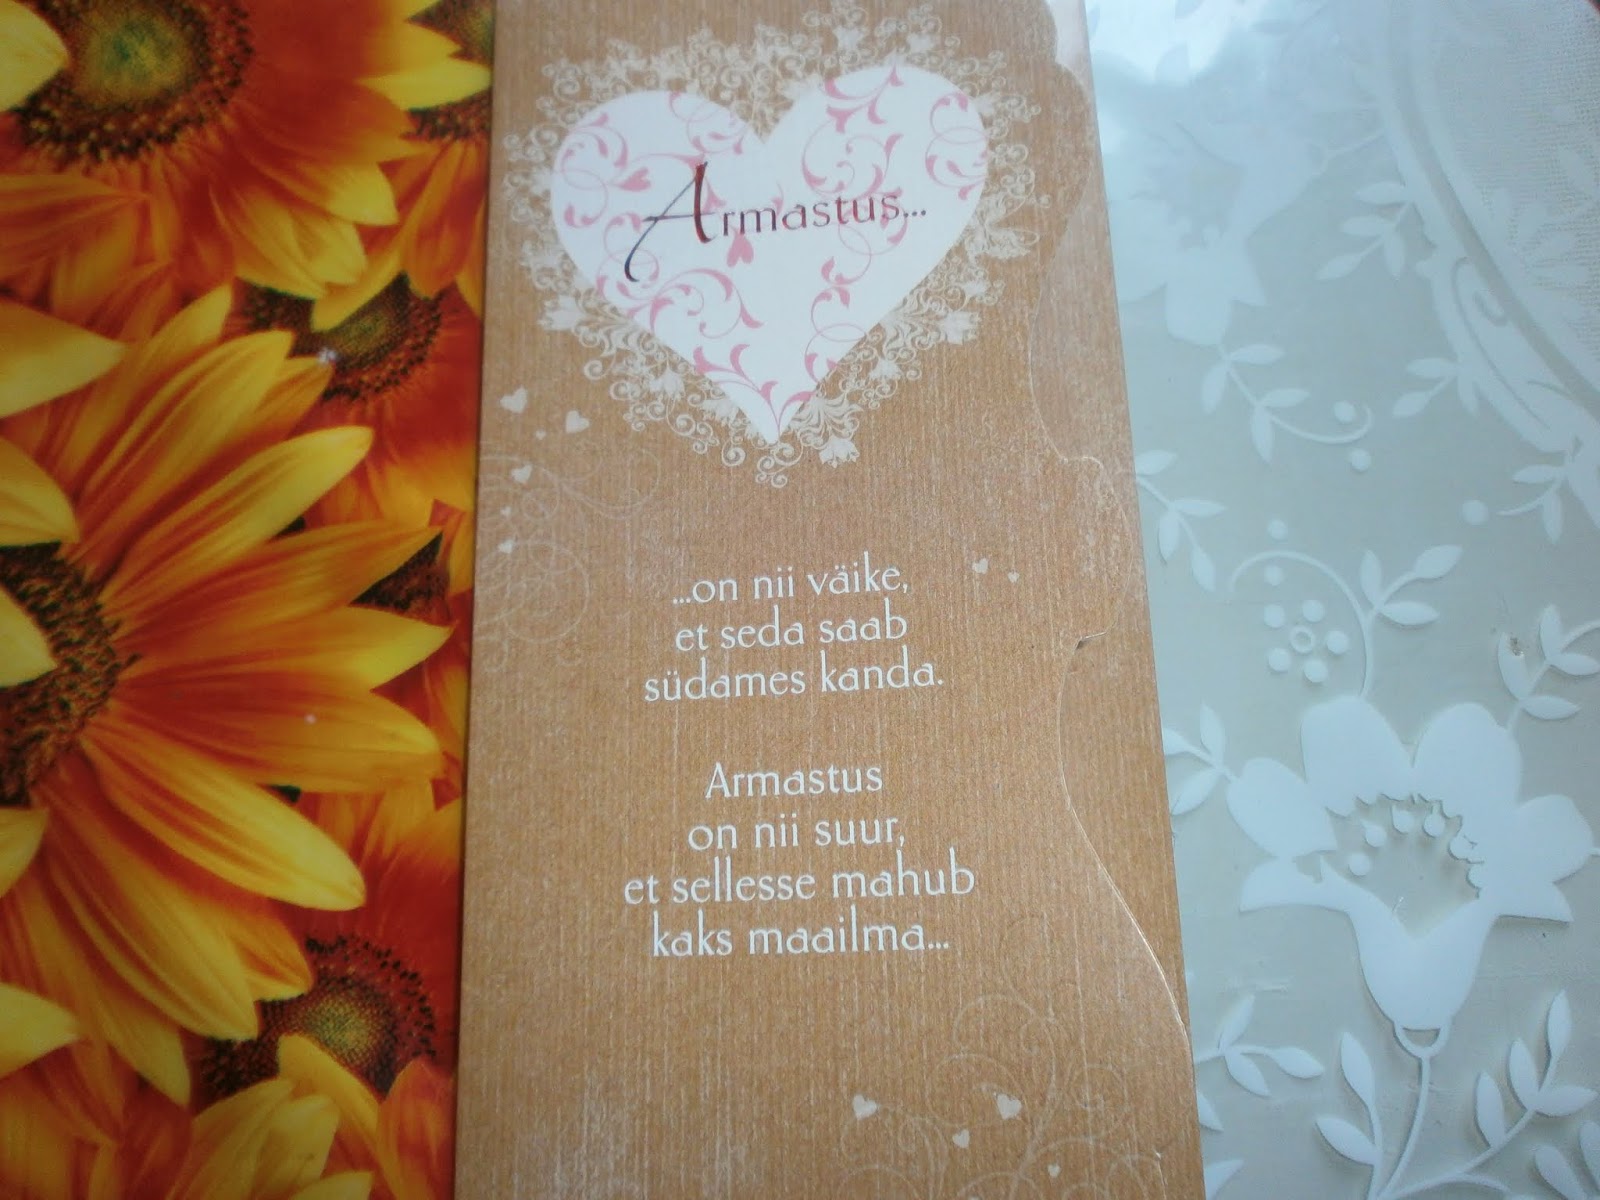 Armastus...
...on nii väike,
et seda saab
südames kanda.
Armastus
on nii suur,
et sellesse mahub
kaks maailma...